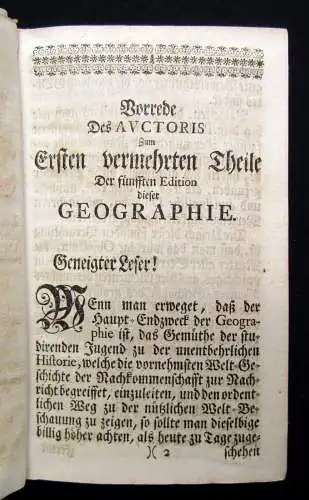 Vorrede
Des AVCTORIS
Zum
Ersten vermehrten Theile
Der fünfften Edition
dieser
GEOGRAPHIE.
Geneigter Leser!
WEnn man erweget, daß der
Haupt-Endzweck der Geogra-
phie ist, das Gemüthe der stu-
direnden Jugend zu der unentbehrlichen
Historie, welche die vornehmsten Welt-Ge-
schichte der Nachkommenschafft zur Nach-
richt begreiffet, einzuleiten, und den ordent-
lichen Weg zu der nützlichen Welt-Be-
schauung zu zeigen, so sollte man dieselbige
billig höher achten, als heute zu Tage zuge-
)( 2 schehen